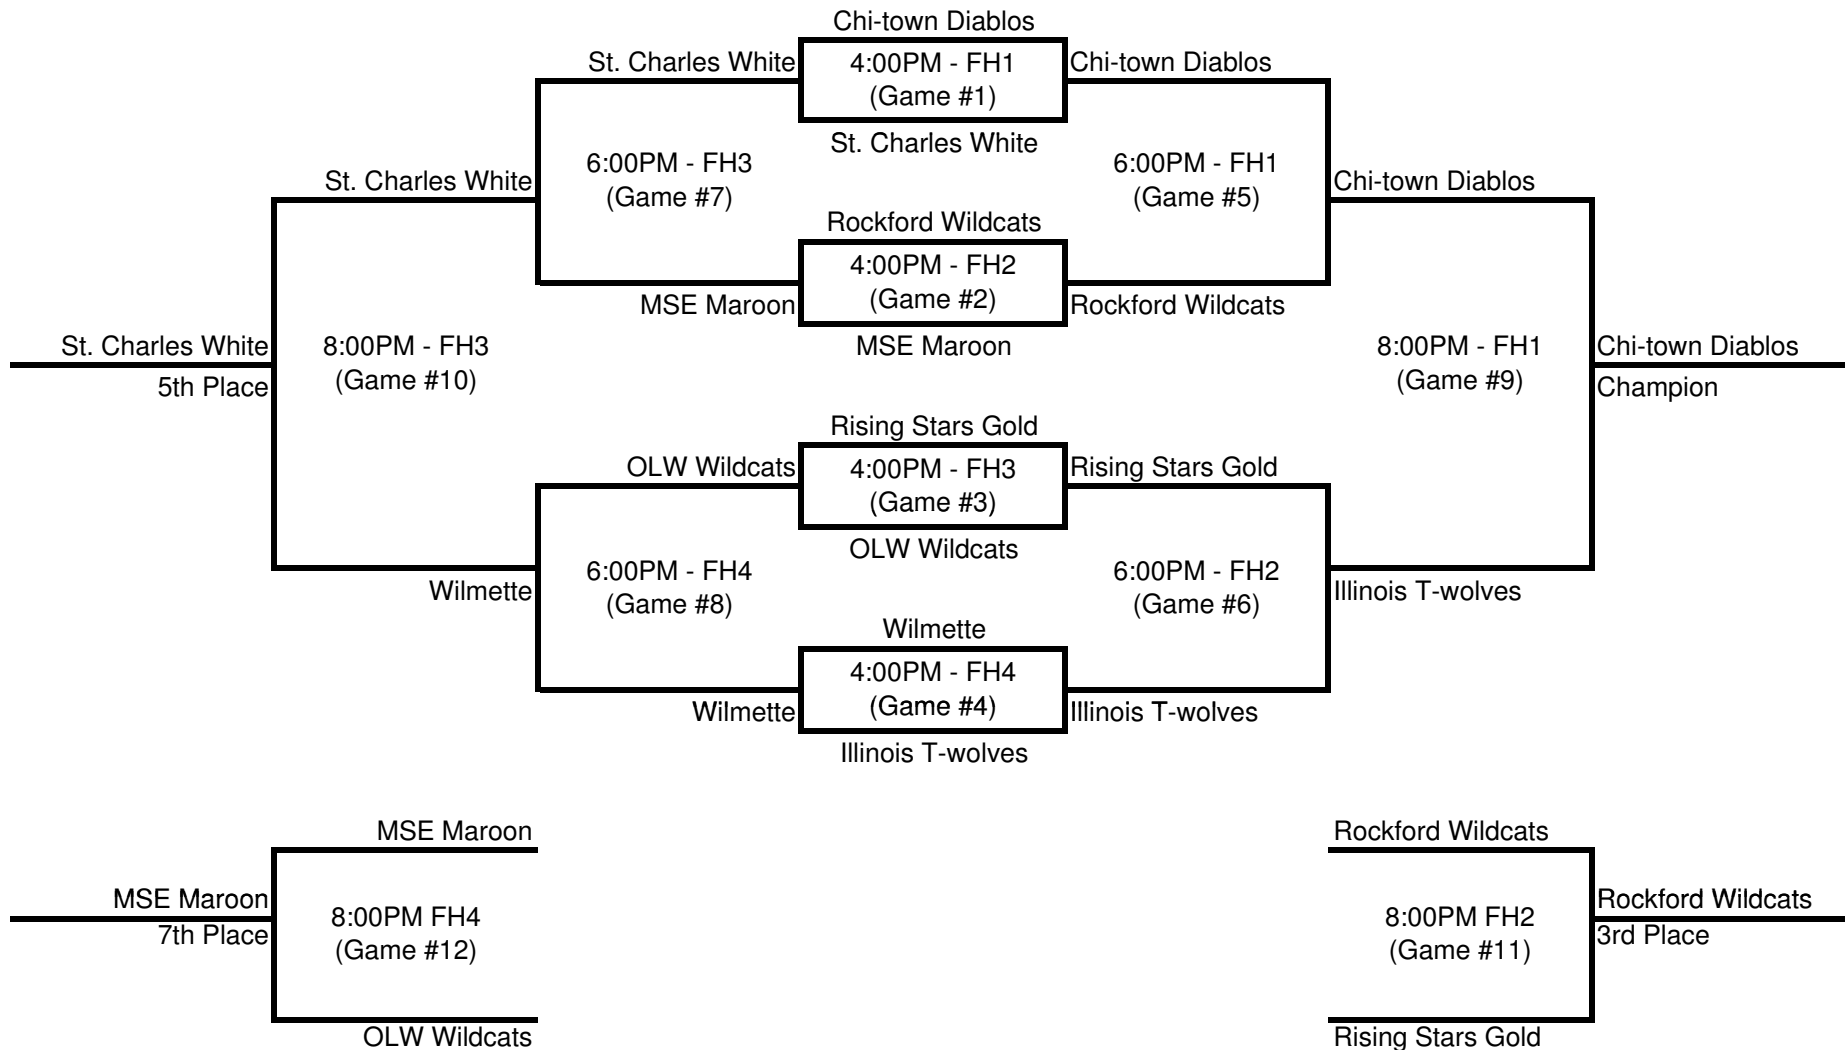 Chi-town Diablos
St. Charles White
4:00PM - FH1
(Game #1)
Chi-town Diablos
St. Charles White
6:00PM - FH3
(Game #7)
6:00PM - FH1
(Game #5)
St. Charles White
Chi-town Diablos
Rockford Wildcats
4:00PM - FH2
(Game #2)
MSE Maroon
Rockford Wildcats
MSE Maroon
St. Charles White
5th Place
8:00PM - FH3
(Game #10)
8:00PM - FH1
(Game #9)
Chi-town Diablos
Champion
Rising Stars Gold
OLW Wildcats
4:00PM - FH3
(Game #3)
Rising Stars Gold
OLW Wildcats
Wilmette
6:00PM - FH4
(Game #8)
6:00PM - FH2
(Game #6)
Illinois T-wolves
Wilmette
4:00PM - FH4
(Game #4)
Wilmette
Illinois T-wolves
Illinois T-wolves
MSE Maroon
MSE Maroon
7th Place
8:00PM FH4
(Game #12)
OLW Wildcats
Rockford Wildcats
8:00PM FH2
(Game #11)
Rockford Wildcats
3rd Place
Rising Stars Gold